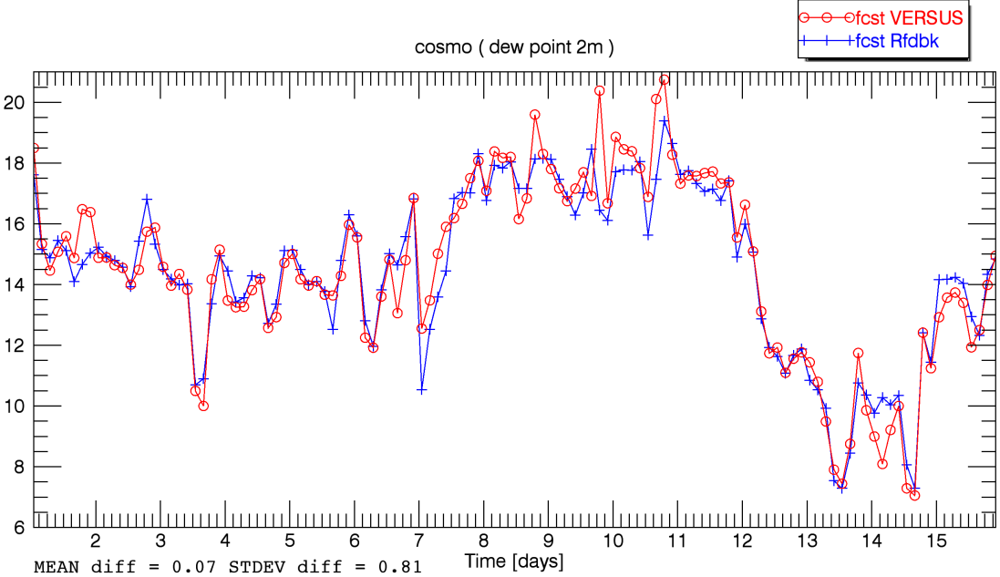 fcst VERSUS
fcst Rfdbk
cosmo ( dew point 2m )
20
18
16
14
12
10
8
6
2 3 4 5 6 7 8 9 10 11 12 13 14 15
Time [days]
MEAN diff = 0.07 STDEV diff = 0.81